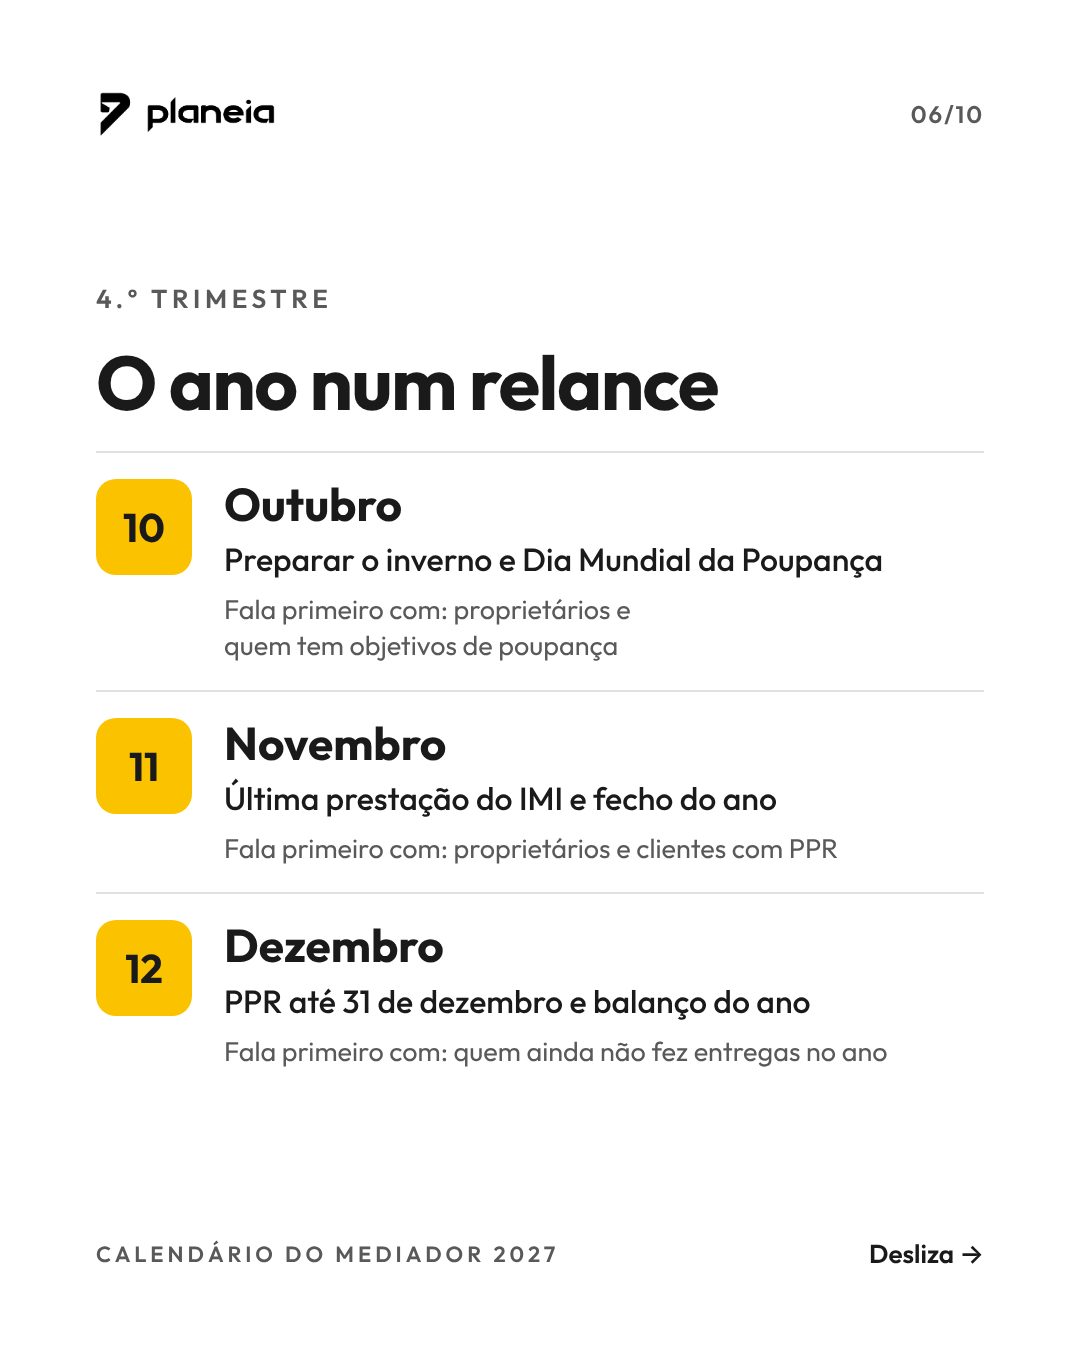 planeia
06/10
4.º TRIMESTRE
O ano num relance
10
Outubro
Preparar o inverno e Dia Mundial da Poupança
Fala primeiro com: proprietários e
quem tem objetivos de poupança
11
Novembro
Última prestação do IMI e fecho do ano
Fala primeiro com: proprietários e clientes com PPR
12
Dezembro
PPR até 31 de dezembro e balanço do ano
Fala primeiro com: quem ainda não fez entregas no ano
CALENDÁRIO DO MEDIADOR 2027
Desliza →